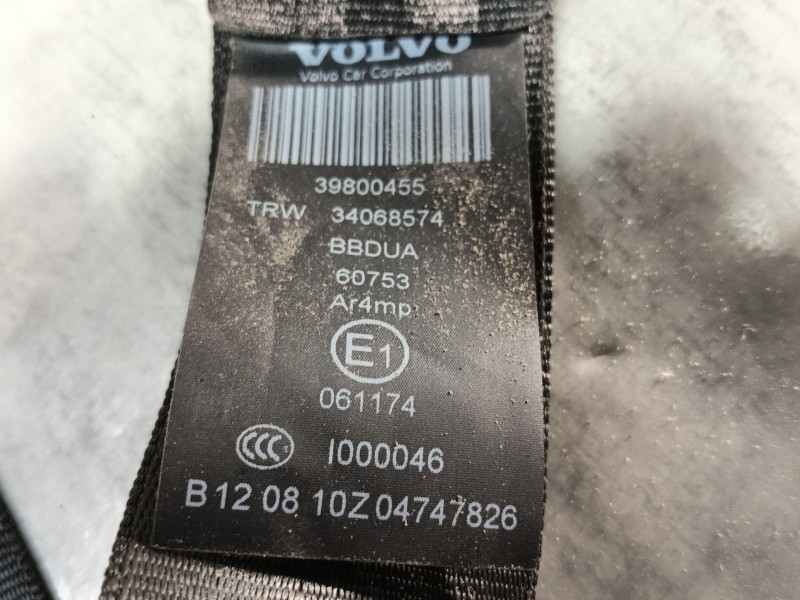 VOLVO
Volvo Car Corporation
39800455
TRW 34068574
BBDUA
60753
Ar4mp
E1
061174
CCC I000046
B 12 08 10Z 04747826